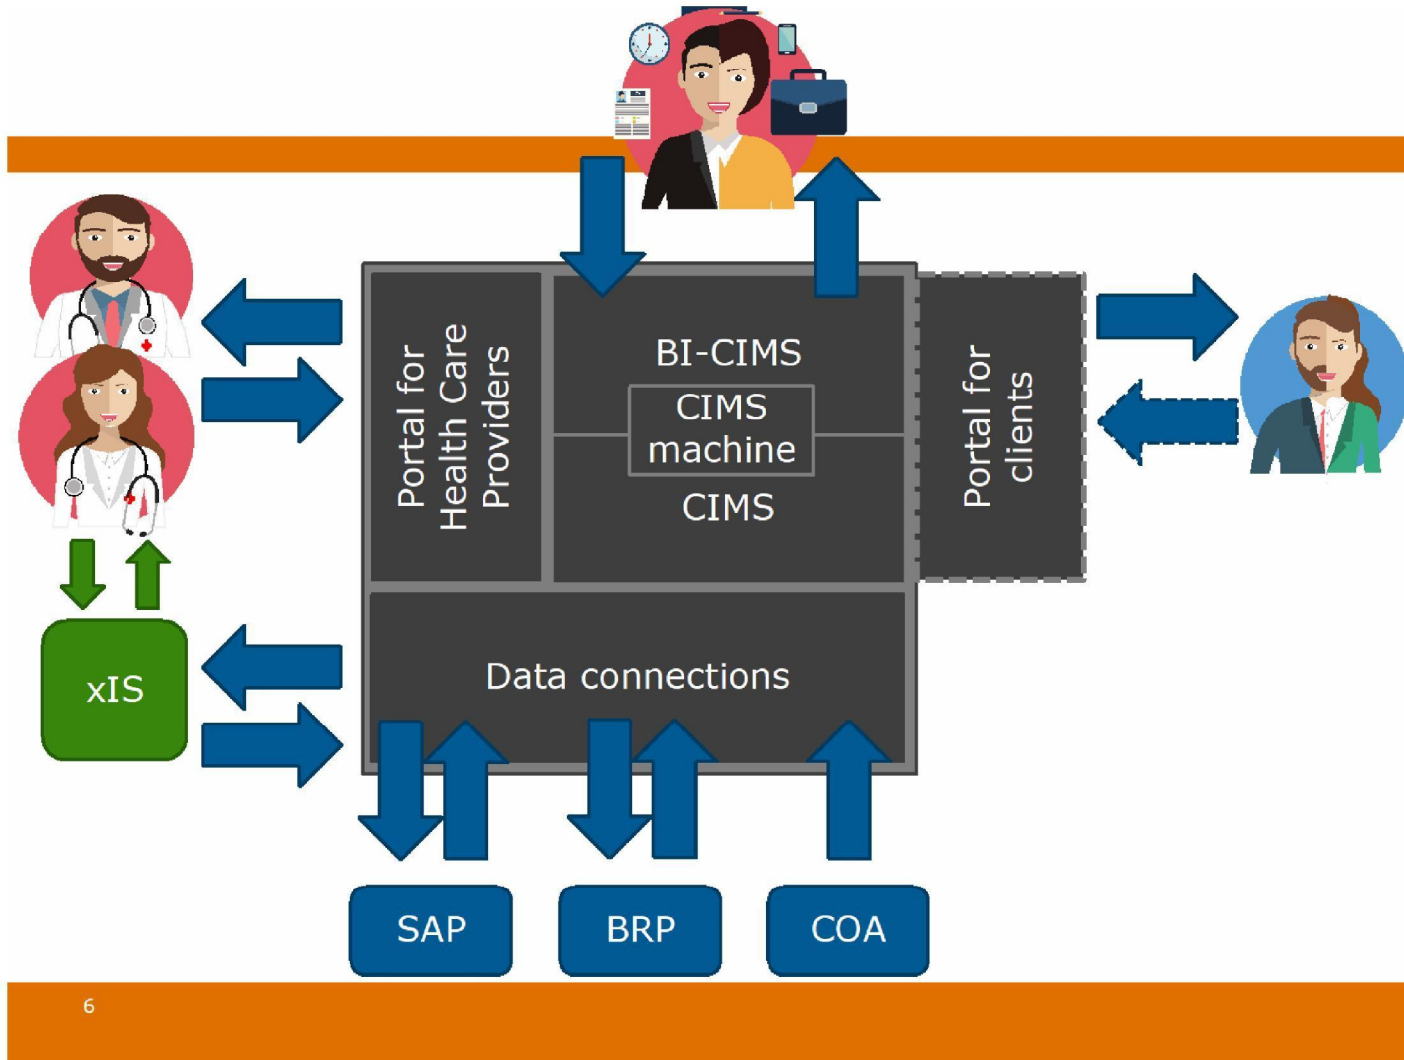 Portal for
Health Care
Providers
BI-CIMS
CIMS
machine
CIMS
Portal for
clients
xIS
Data connections
SAP
BRP
COA
6